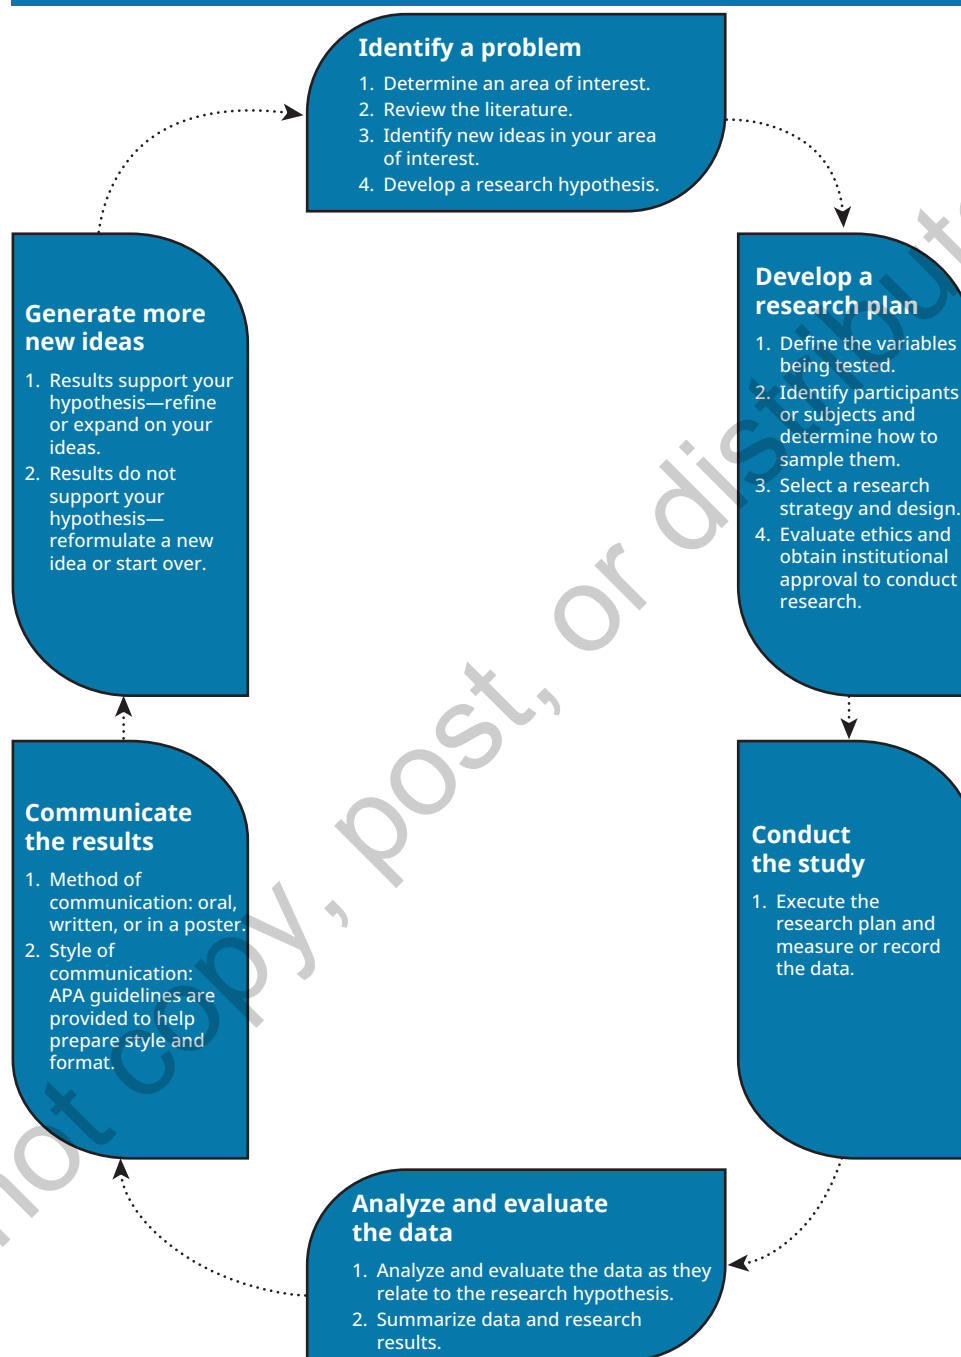 Identify a problem
1. Determine an area of interest.
2. Review the literature.
3. Identify new ideas in your area
of interest.
4. Develop a research hypothesis.
Develop a
research plan
1. Define the variables
being tested.
2. Identify participants
or subjects and
determine how to
sample them.
3. Select a research
strategy and design.
4. Evaluate ethics and
obtain institutional
approval to conduct
research.
Conduct
the study
1. Execute the
research plan and
measure or record
the data.
Analyze and evaluate
the data
1. Analyze and evaluate the data as they
relate to the research hypothesis.
2. Summarize data and research
results.
Communicate
the results
1. Method of
communication: oral,
written, or in a poster.
2. Style of
communication:
APA guidelines are
provided to help
prepare style and
format.
Generate more
new ideas
1. Results support your
hypothesis—refine
or expand on your
ideas.
2. Results do not
support your
hypothesis—
reformulate a new
idea or start over.
not copy, post, or distribute